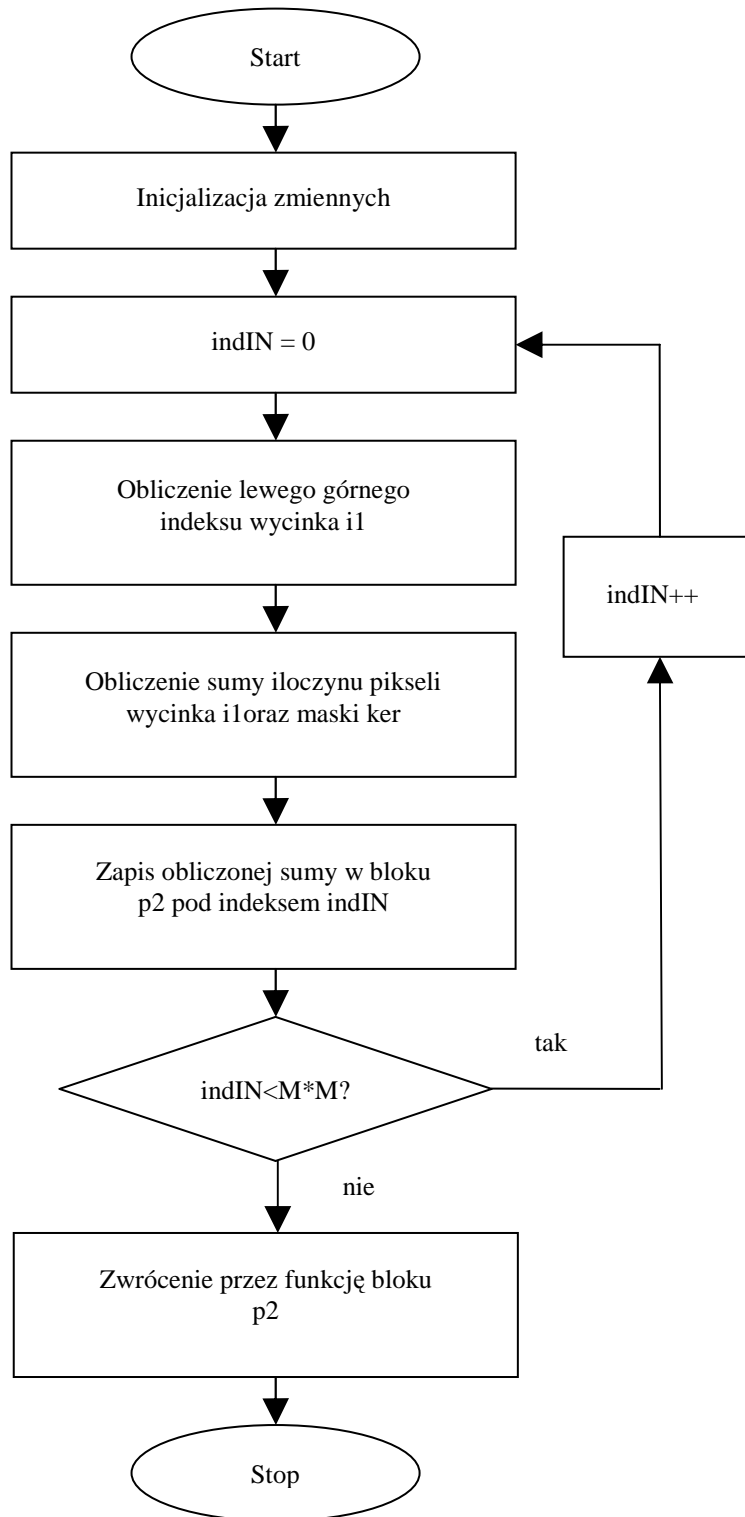 Start
Inicjalizacja zmiennych
indIN = 0
Obliczenie lewego górnego
indeksu wycinka i1
indIN++
Obliczenie sumy iloczynu pikseli
wycinka i1oraz maski ker
Zapis obliczonej sumy w bloku
p2 pod indeksem indIN
tak
indIN<M*M?
nie
Zwrócenie przez funkcję bloku
p2
Stop